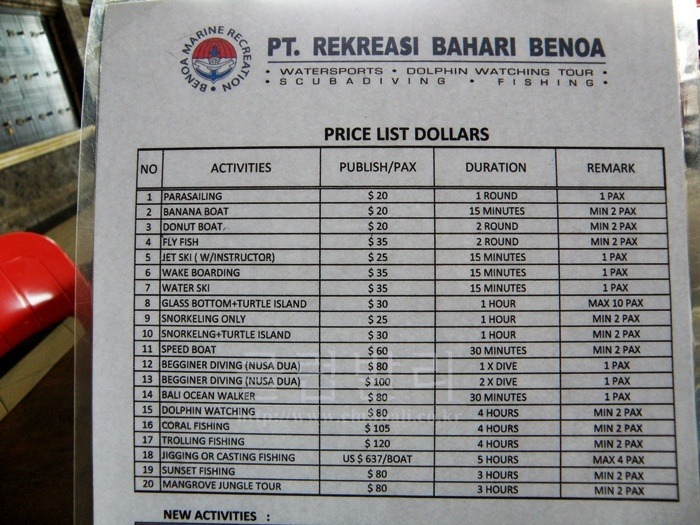 BENOA MARINE RECREATION
PT. REKREASI BAHARI BENOA
• WATERSPORTS • DOLPHIN WATCHING TOUR •
• SCUBADIVING • FISHING •
PRICE LIST DOLLARS
NO ACTIVITIES PUBLISH/PAX DURATION REMARK
1 PARASAILING $ 20 1 ROUND 1 PAX
2 BANANA BOAT $ 20 15 MINUTES MIN 2 PAX
3 DONUT BOAT $ 20 2 ROUND MIN 2 PAX
4 FLY FISH $ 35 2 ROUND MIN 2 PAX
5 JET SKI ( W/INSTRUCTOR) $ 25 15 MINUTES 1 PAX
6 WAKE BOARDING $ 35 15 MINUTES 1 PAX
7 WATER SKI $ 35 15 MINUTES 1 PAX
8 GLASS BOTTOM+TURTLE ISLAND $ 30 1 HOUR MAX 10 PAX
9 SNORKELING ONLY $ 25 1 HOUR MIN 2 PAX
10 SNORKELNG+TURTLE ISLAND $ 30 1 HOUR MIN 2 PAX
11 SPEED BOAT $ 60 30 MINUTES MIN 2 PAX
12 BEGGINER DIVING (NUSA DUA) $ 80 1 X DIVE 1 PAX
13 BEGGINER DIVING (NUSA DUA) $ 100 2 X DIVE 1 PAX
14 BALI OCEAN WALKER $ 80 30 MINUTES 1 PAX
15 DOLPHIN WATCHING $ 80 4 HOURS MIN 2 PAX
16 CORAL FISHING $ 105 4 HOURS MIN 2 PAX
17 TROLLING FISHING $ 120 4 HOURS MIN 2 PAX
18 JIGGING OR CASTING FISHING US $ 637/BOAT 5 HOURS MAX 4 PAX
19 SUNSET FISHING $ 80 3 HOURS MIN 2 PAX
20 MANGROVE JUNGLE TOUR $ 80 3 HOURS MIN 2 PAX
NEW ACTIVITIES :